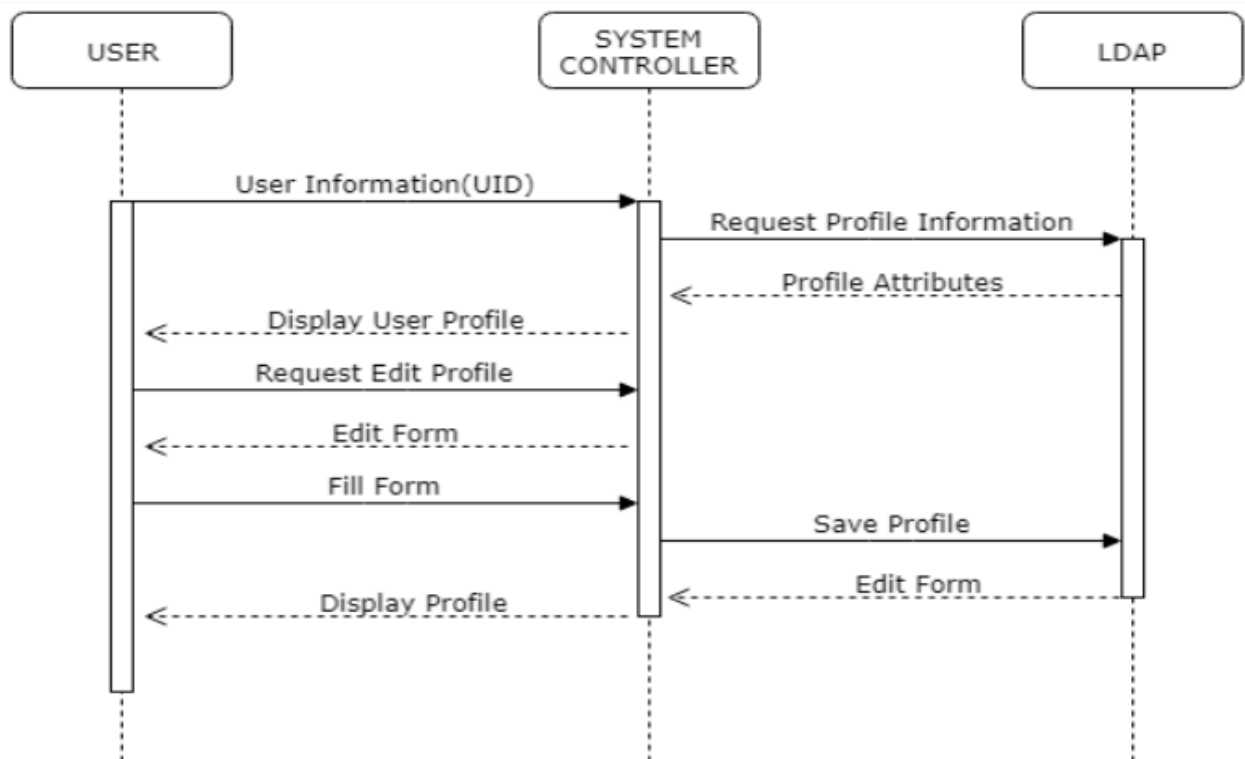 USER
SYSTEM
CONTROLLER
LDAP
User Information(UID)
Request Profile Information
Profile Attributes
Display User Profile
Request Edit Profile
Edit Form
Fill Form
Save Profile
Edit Form
Display Profile